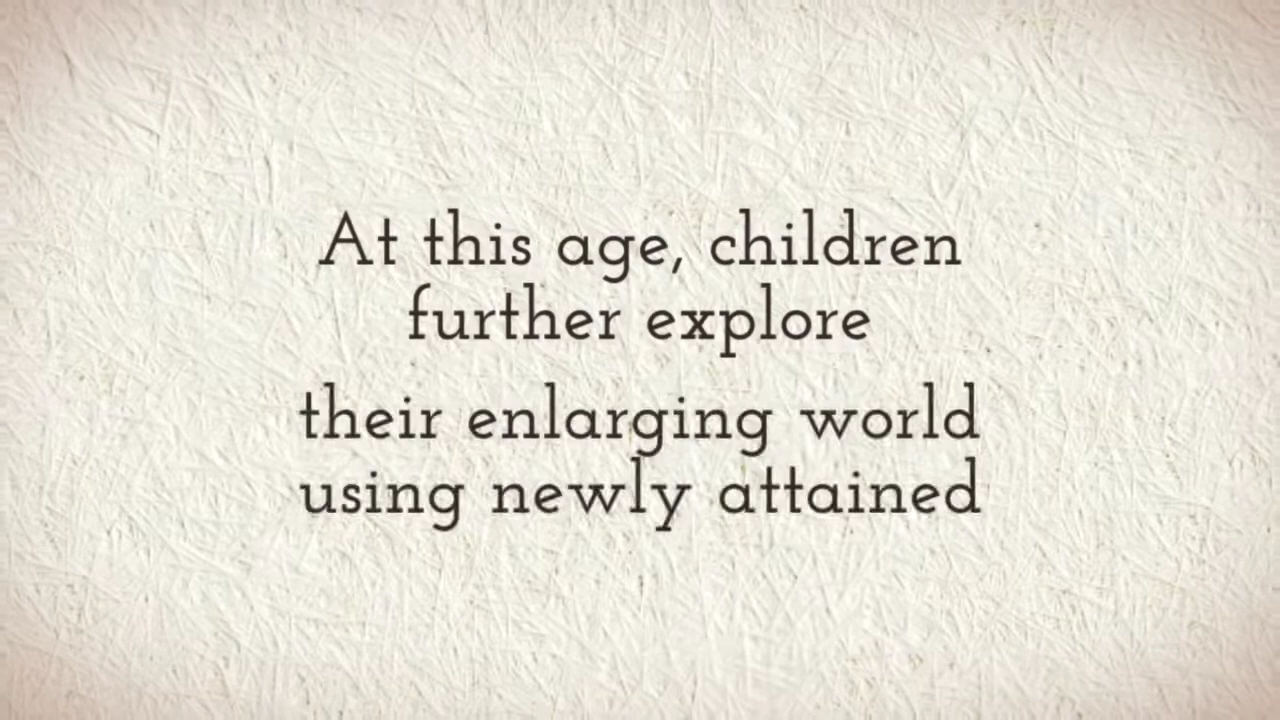 At this age, children
further explore
their enlarging world
using newly attained